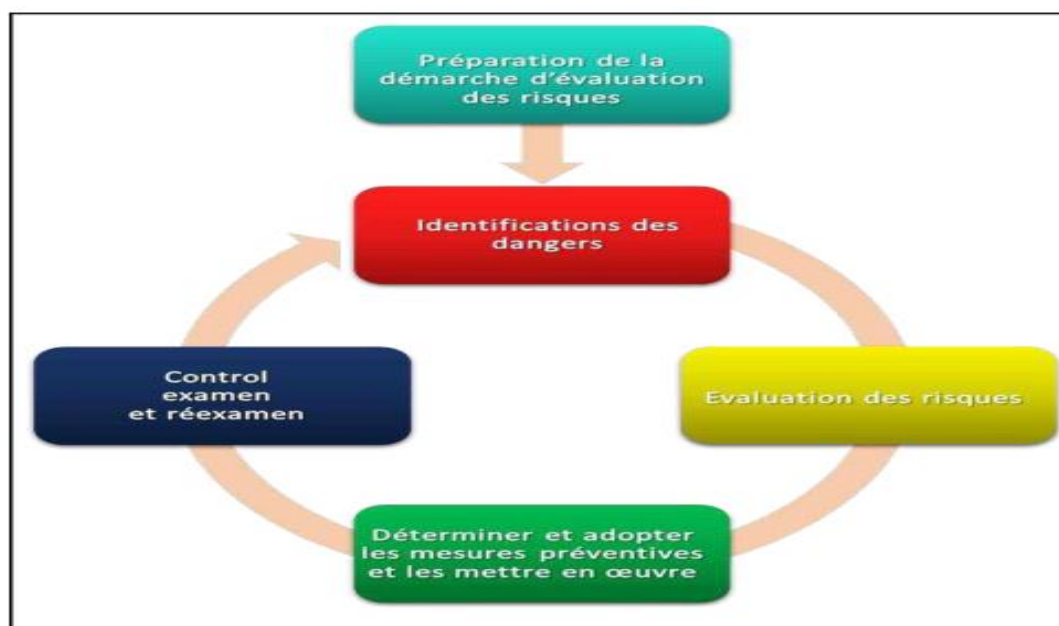 Préparation de la
démarche d'évaluation
des risques
Identifications des
dangers
Evaluation des risques
Déterminer et adopter
les mesures préventives
et les mettre en œuvre
Control
examen
et réexamen